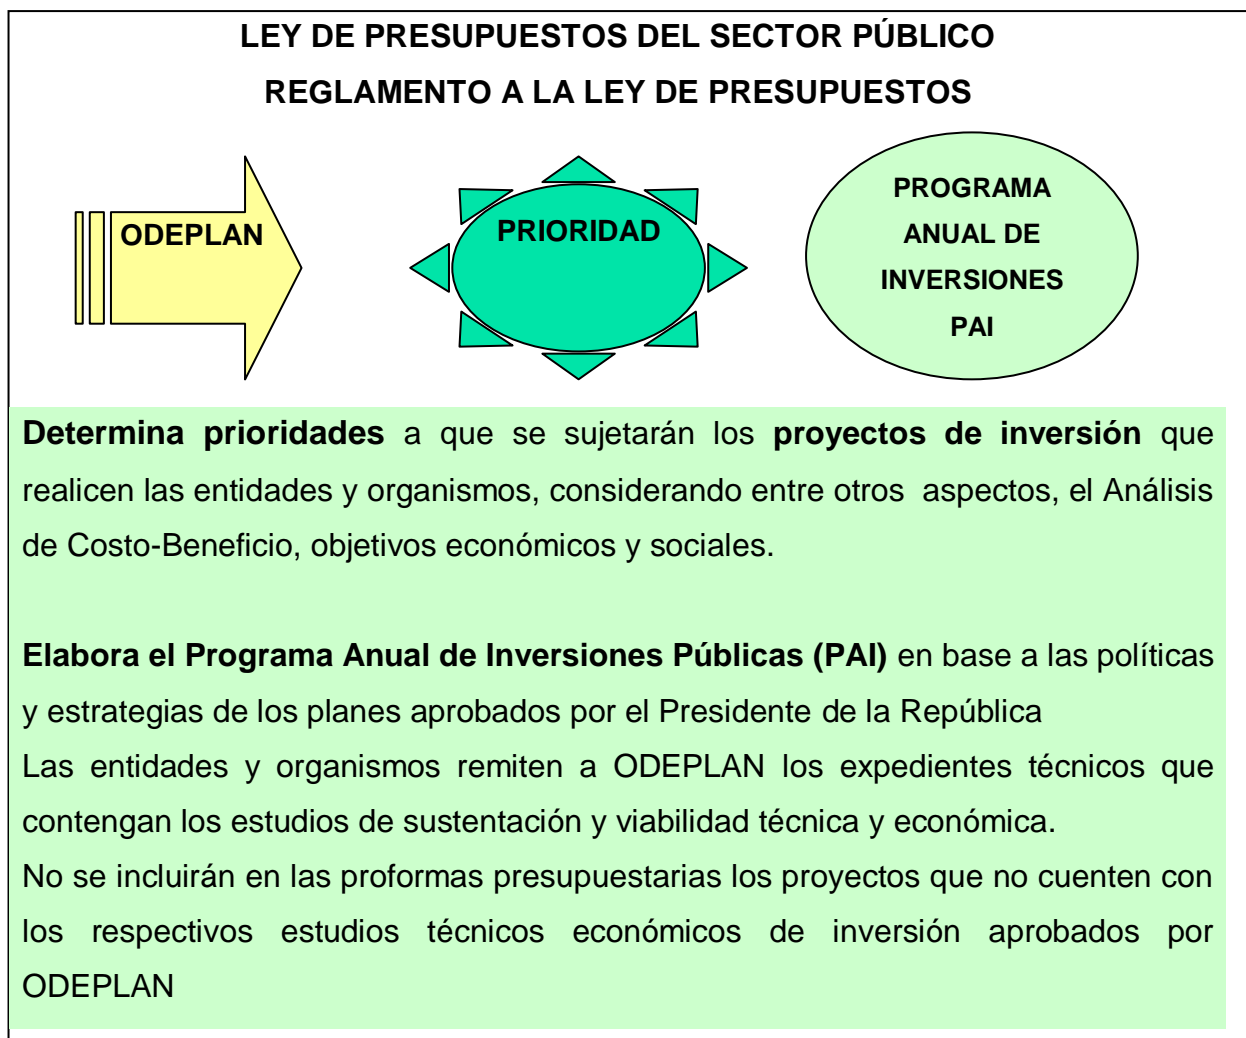 LEY DE PRESUPUESTOS DEL SECTOR PÚBLICO
REGLAMENTO A LA LEY DE PRESUPUESTOS
ODEPLAN
PRIORIDAD
PROGRAMA
ANUAL DE
INVERSIONES
PAI
Determina prioridades a que se sujetarán los proyectos de inversión que
realicen las entidades y organismos, considerando entre otros aspectos, el Análisis
de Costo-Beneficio, objetivos económicos y sociales.
Elabora el Programa Anual de Inversiones Públicas (PAI) en base a las políticas
y estrategias de los planes aprobados por el Presidente de la República
Las entidades y organismos remiten a ODEPLAN los expedientes técnicos que
contengan los estudios de sustentación y viabilidad técnica y económica.
No se incluirán en las proformas presupuestarias los proyectos que no cuenten con
los respectivos estudios técnicos económicos de inversión aprobados por
ODEPLAN